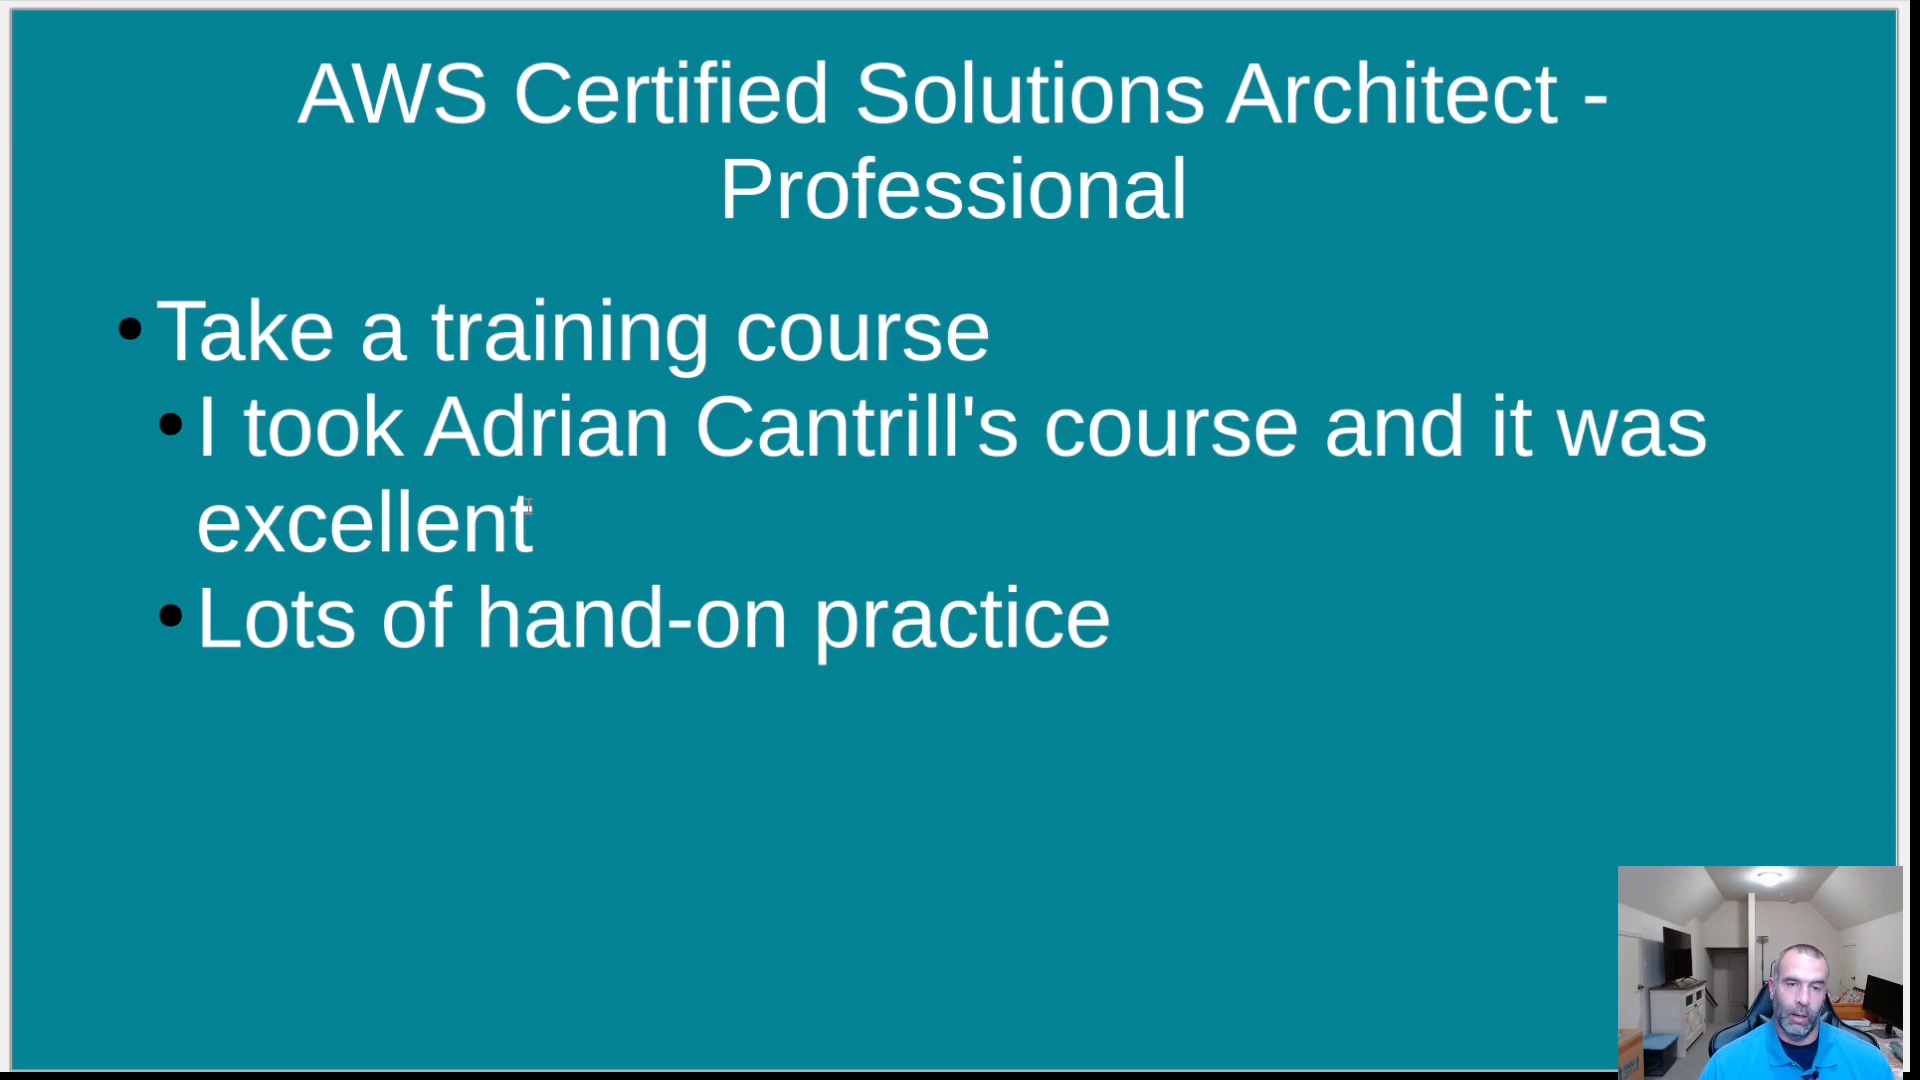 AWS Certified Solutions Architect -
Professional
Take a training course
I took Adrian Cantrill's course and it was
excellent
Lots of hand-on practice